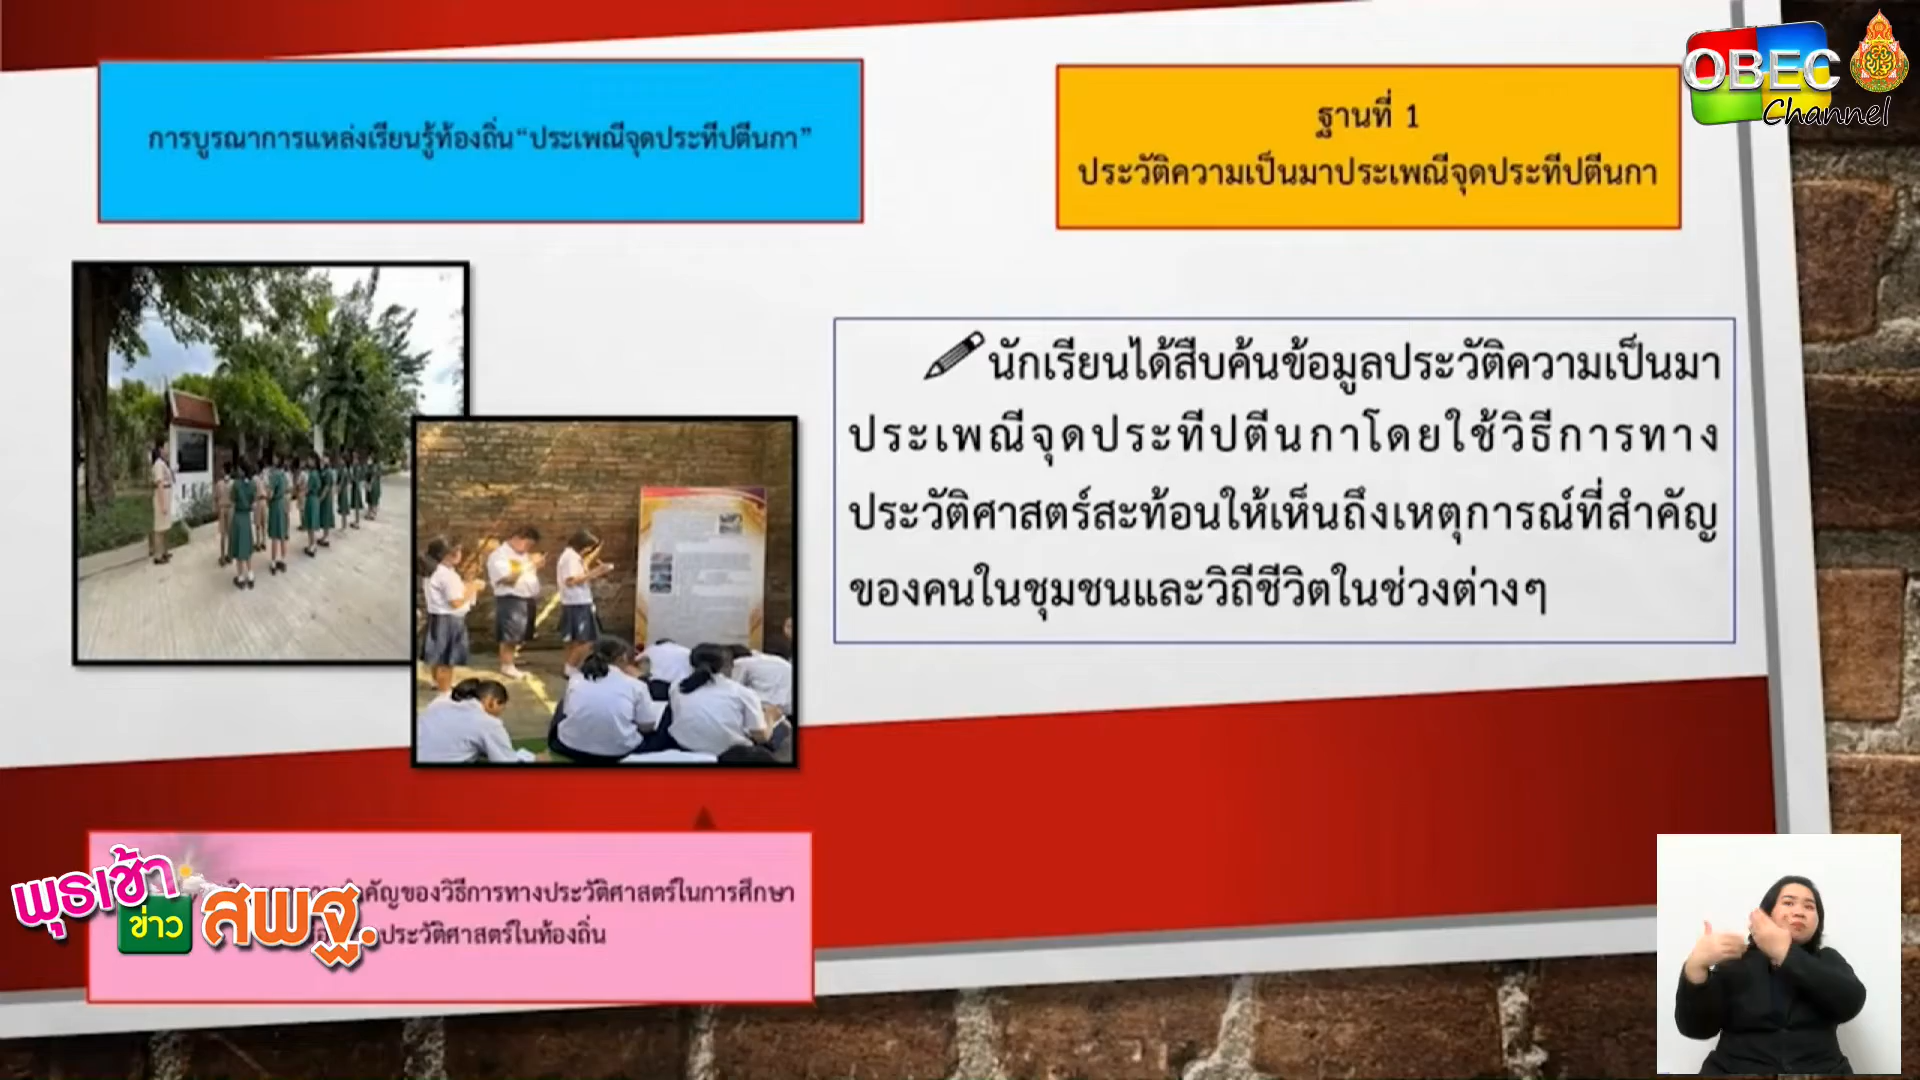 การบูรณาการแหล่งเรียนรู้ท้องถิ่น“ประเพณีจุดประทีปตีนกา”
ฐานที่ 1
ประวัติความเป็นมาประเพณีจุดประทีปตีนกา
OBEC
Channel
นักเรียนได้สืบค้นข้อมูลประวัติความเป็นมา
ประเพณีจุดประทีปตีนกาโดยใช้วิธีการทาง
ประวัติศาสตร์สะท้อนให้เห็นถึงเหตุการณ์ที่สำคัญ
ของคนในชุมชนและวิถีชีวิตในช่วงต่างๆ
ของวิธีการทางประวัติศาสตร์ในการศึกษา
ประวัติศาสตร์ในท้องถิ่น
พุธเช้า
ข่าว สพฐ.